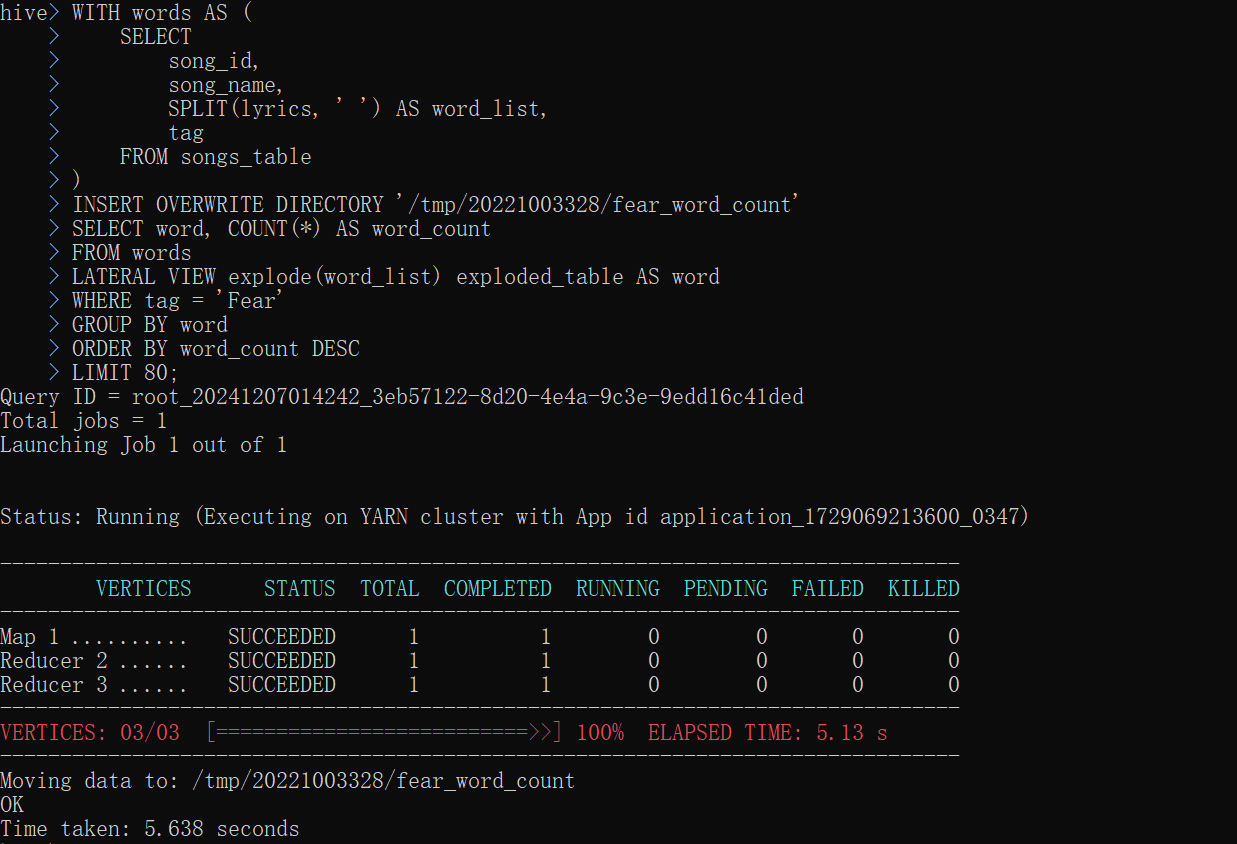 hive> WITH words AS (
    >     SELECT
    >         song_id,
    >         song_name,
    >         SPLIT(lyrics, ' ') AS word_list,
    >         tag
    >     FROM songs_table
    > )
    > INSERT OVERWRITE DIRECTORY '/tmp/20221003328/fear_word_count'
    > SELECT word, COUNT(*) AS word_count
    > FROM words
    > LATERAL VIEW explode(word_list) exploded_table AS word
    > WHERE tag = 'Fear'
    > GROUP BY word
    > ORDER BY word_count DESC
    > LIMIT 80;
Query ID = root_20241207014242_3eb57122-8d20-4e4a-9c3e-9edd16c41ded
Total jobs = 1
Launching Job 1 out of 1
Status: Running (Executing on YARN cluster with App id application_1729069213600_0347)
--------------------------------------------------------------------------------
        VERTICES      STATUS  TOTAL  COMPLETED  RUNNING  PENDING  FAILED  KILLED
--------------------------------------------------------------------------------
Map 1 ..........   SUCCEEDED      1          1        0        0       0       0
Reducer 2 ......   SUCCEEDED      1          1        0        0       0       0
Reducer 3 ......   SUCCEEDED      1          1        0        0       0       0
--------------------------------------------------------------------------------
VERTICES: 03/03  [==========================>>] 100%  ELAPSED TIME: 5.13 s
--------------------------------------------------------------------------------
Moving data to: /tmp/20221003328/fear_word_count
OK
Time taken: 5.638 seconds